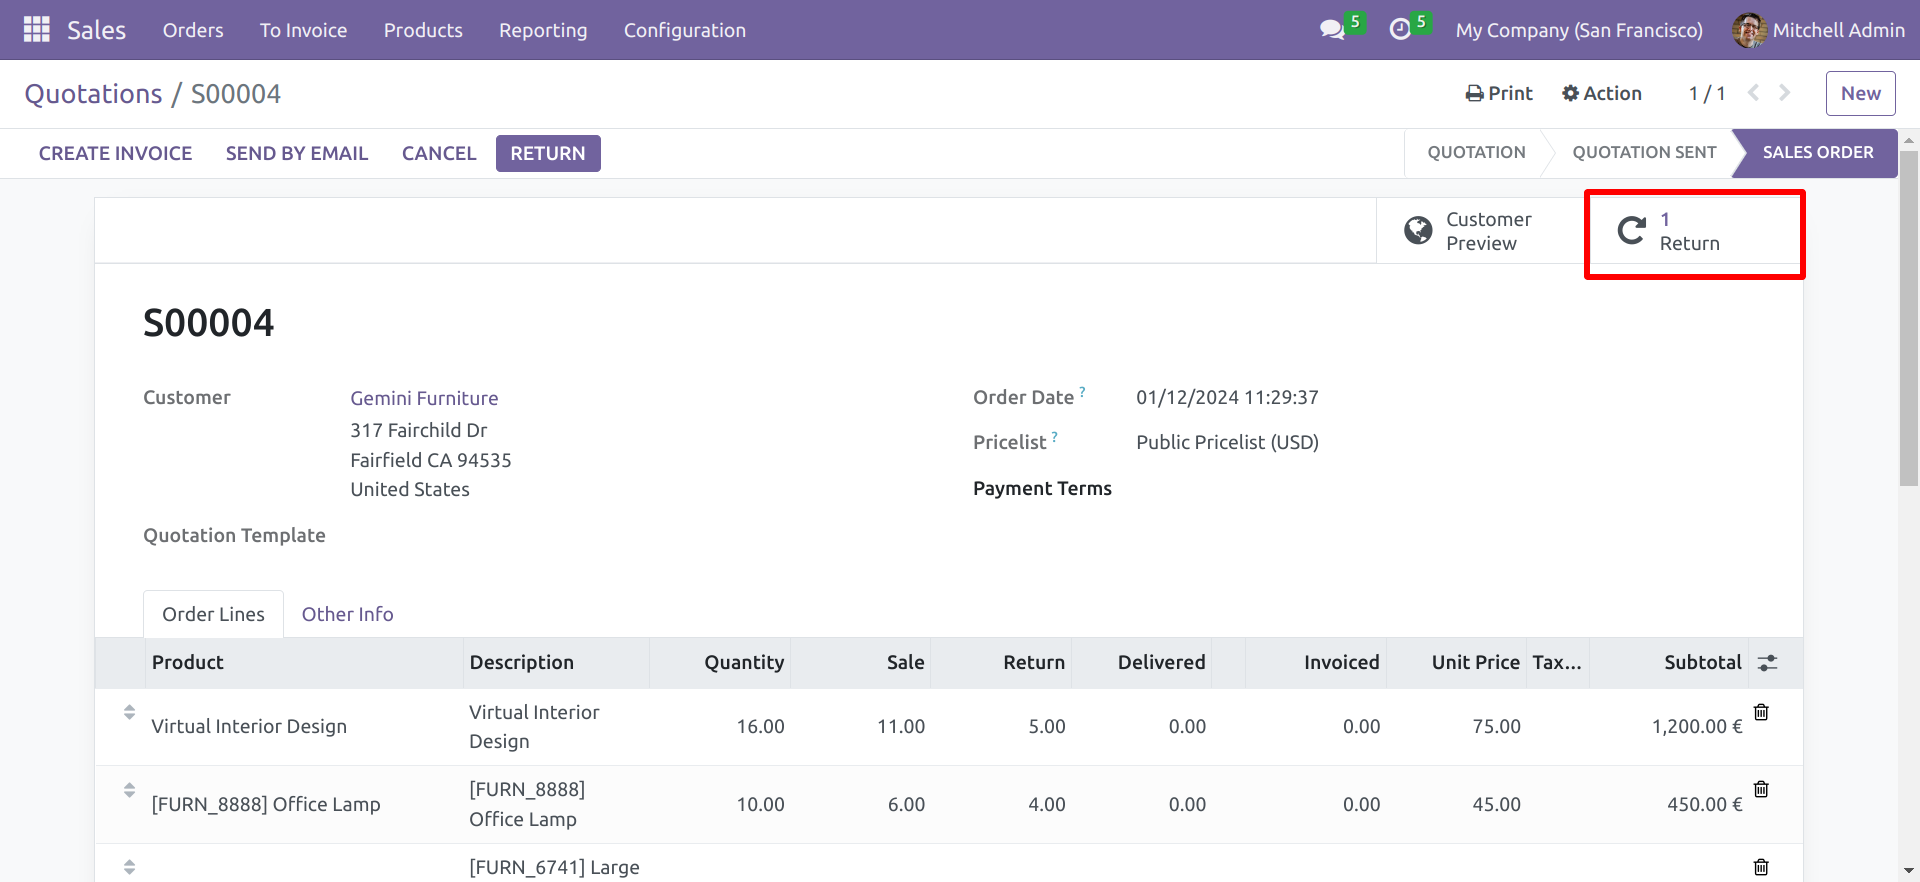 Sales Orders To Invoice Products Reporting Configuration 5 5 My Company (San Francisco) Mitchell Admin
Quotations / S00004 Print Action 1 / 1 New
CREATE INVOICE SEND BY EMAIL CANCEL RETURN QUOTATION QUOTATION SENT SALES ORDER
Customer Preview
1 Return
S00004
Customer Gemini Furniture Order Date ? 01/12/2024 11:29:37
317 Fairchild Dr
Fairfield CA 94535 Pricelist ? Public Pricelist (USD)
United States Payment Terms
Quotation Template
Order Lines Other Info
Product Description Quantity Sale Return Delivered Invoiced Unit Price Tax... Subtotal
Virtual Interior Design Virtual Interior Design 16.00 11.00 5.00 0.00 0.00 75.00 1,200.00 €
[FURN_8888] Office Lamp [FURN_8888] Office Lamp 10.00 6.00 4.00 0.00 0.00 45.00 450.00 €
[FURN_6741] Large